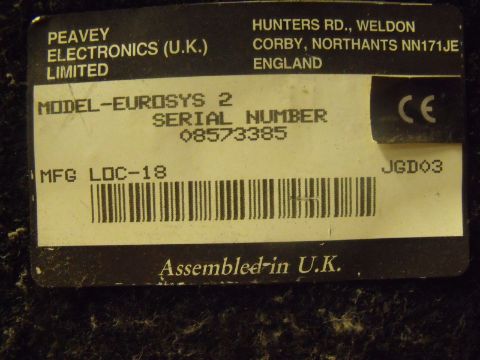 PEAVEY
ELECTRONICS (U.K.)
LIMITED
HUNTERS RD., WELDON
CORBY, NORTHANTS NN171JE
ENGLAND
MODEL-EUROSYS 2
SERIAL NUMBER
08573385
CE
MFG LOC-18
JGD03
Assembled in U.K.